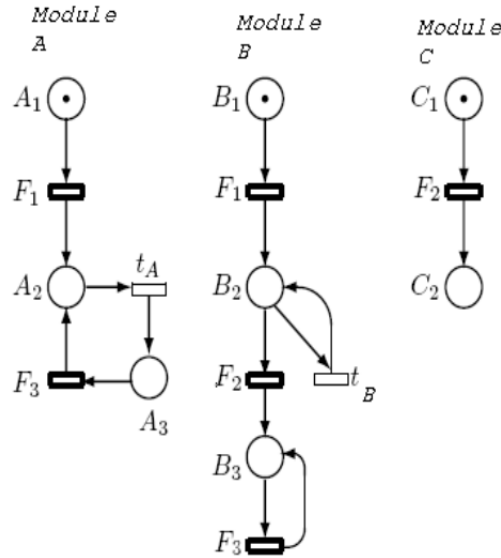 Module A
Module B
Module C
A1
B1
C1
F1
F1
F2
A2
tA
B2
C2
F3
A3
F2
tB
B3
F3